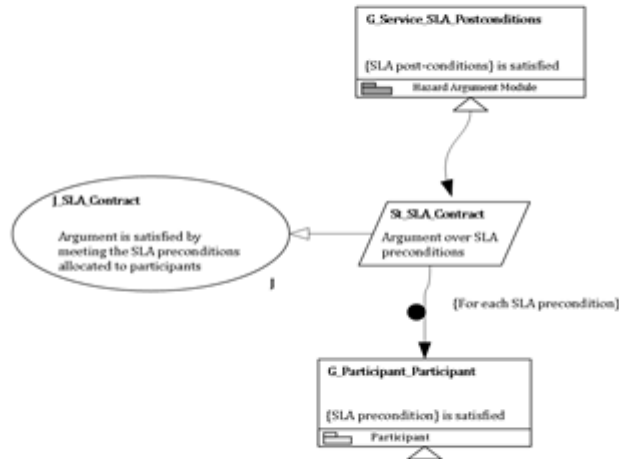 G_Service_SLA_Postconditions
{SLA post-conditions} is satisfied
Hazard Argument Module
J_SLA_Contract
Argument is satisfied by
meeting the SLA preconditions
allocated to participants
J
St_SLA_Contract
Argument over SLA
preconditions
{For each SLA precondition}
G_Participant_Participant
{SLA precondition} is satisfied
Participant